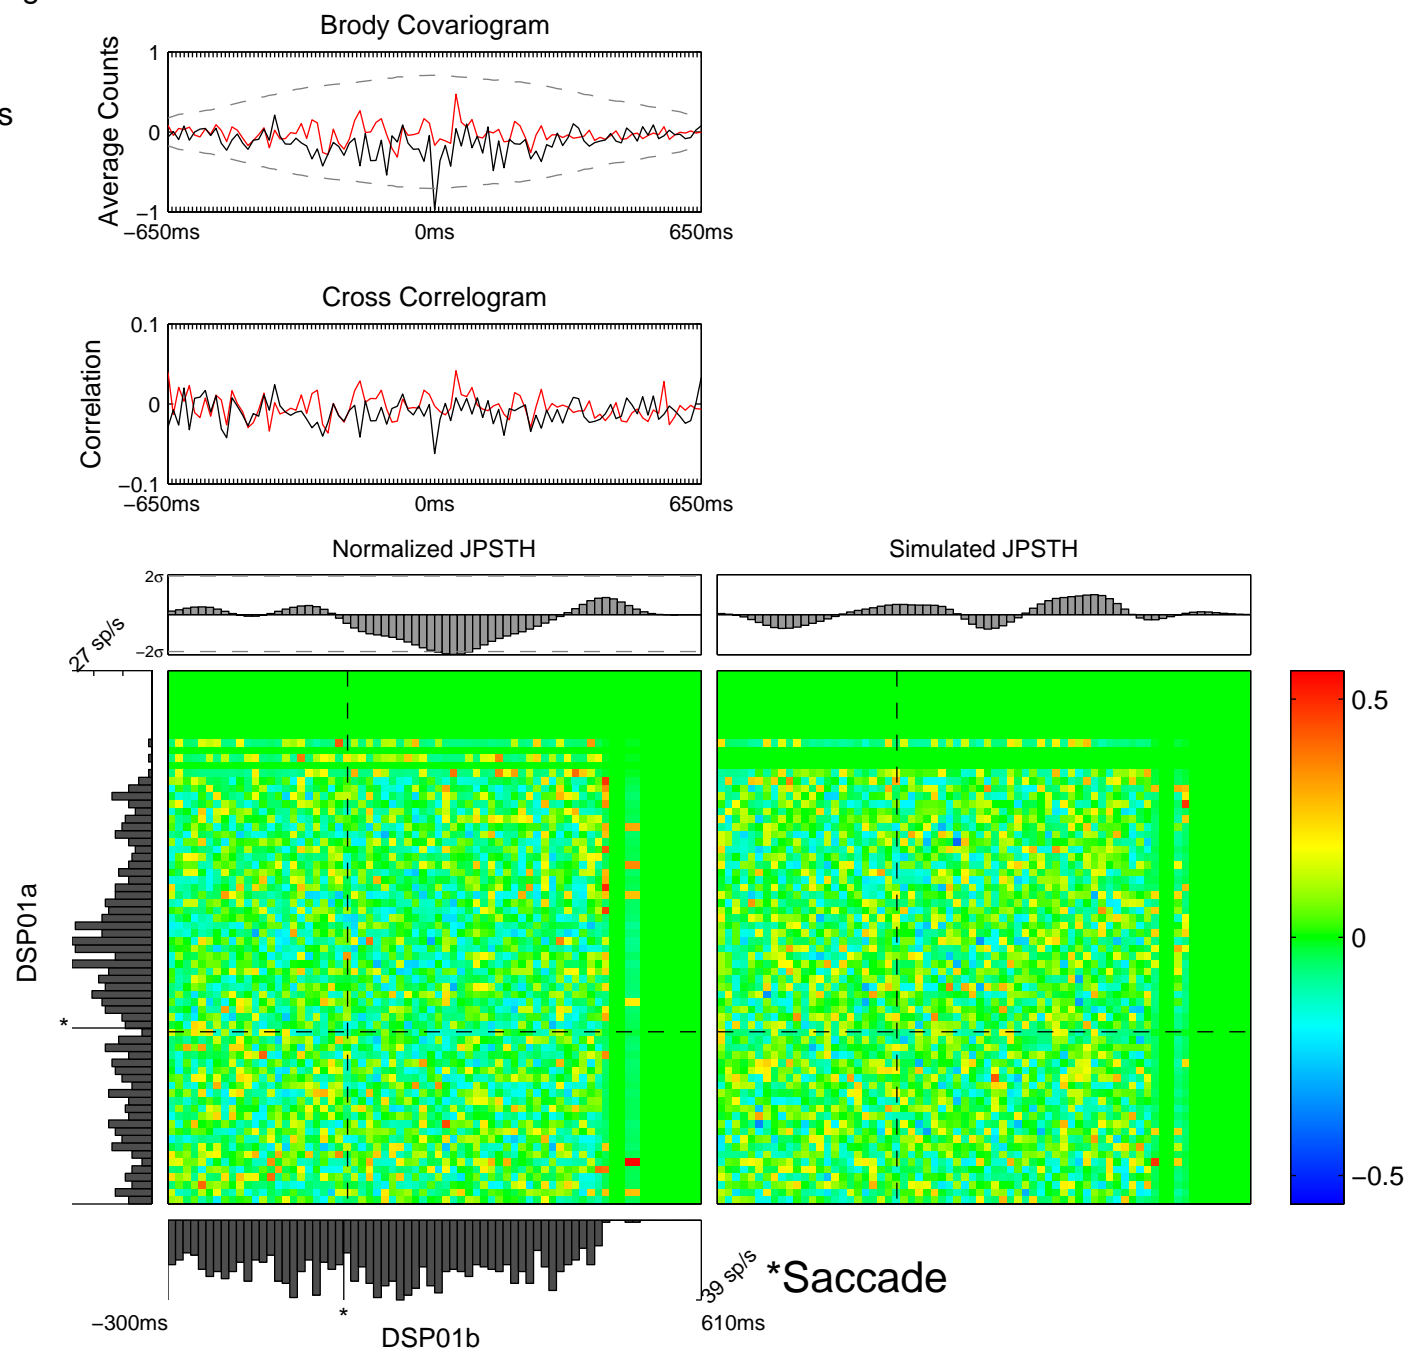 g
Brody Covariogram
s
Average Counts
1
0
−1
−650ms
0ms
650ms
Cross Correlogram
Correlation
0.1
0
−0.1
−650ms
0ms
650ms
Normalized JPSTH
Simulated JPSTH
2σ
−2σ
27 sp/s
DSP01a
*
0.5
0
−0.5
39 sp/s
*Saccade
*
−300ms
610ms
DSP01b